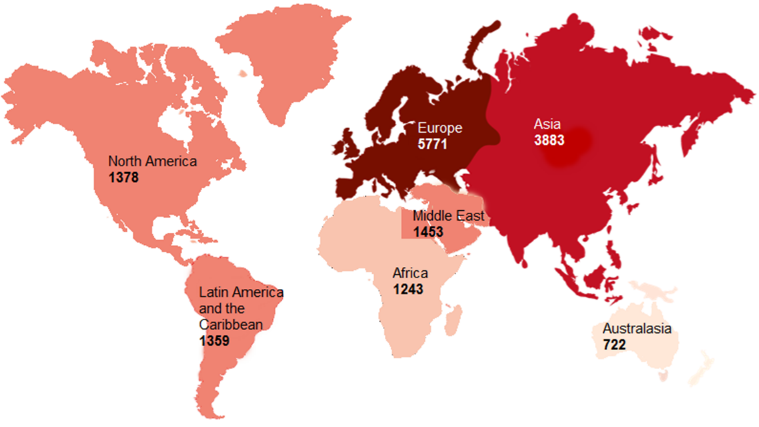 North America
1378
Latin America
and the
Caribbean
1359
Europe
5771
Asia
3883
Middle East
1453
Africa
1243
Australasia
722